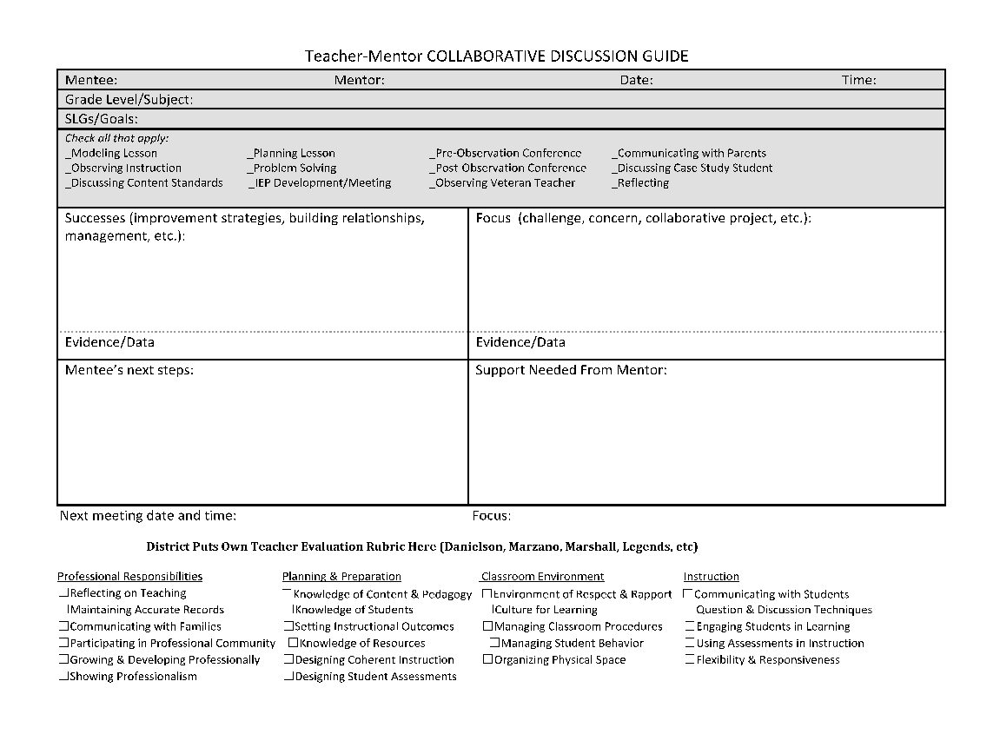 Teacher-Mentor COLLABORATIVE DISCUSSION GUIDE
Mentee: Mentor: Date: Time:
Grade Level/Subject:
SLGs/Goals:
Check all that apply:
_Modeling Lesson _Planning Lesson _Pre-Observation Conference _Communicating with Parents
_Observing Instruction _Problem Solving _Post Observation Conference _Discussing Case Study Student
_Discussing Content Standards _IEP Development/Meeting _Observing Veteran Teacher _Reflecting
Successes (improvement strategies, building relationships,
management, etc.):
Focus (challenge, concern, collaborative project, etc.):
Evidence/Data
Evidence/Data
Mentee’s next steps:
Support Needed From Mentor:
Next meeting date and time: Focus:
District Puts Own Teacher Evaluation Rubric Here (Danielson, Marzano, Marshall, Legends, etc)
Professional Responsibilities Planning & Preparation Classroom Environment Instruction
☐Reflecting on Teaching ☐Knowledge of Content & Pedagogy ☐Environment of Respect & Rapport ☐Communicating with Students
☐Maintaining Accurate Records ☐Knowledge of Students ☐Culture for Learning Question & Discussion Techniques
☐Communicating with Families ☐Setting Instructional Outcomes ☐Managing Classroom Procedures ☐Engaging Students in Learning
☐Participating in Professional Community ☐Knowledge of Resources ☐Managing Student Behavior ☐Using Assessments in Instruction
☐Growing & Developing Professionally ☐Designing Coherent Instruction ☐Organizing Physical Space ☐Flexibility & Responsiveness
☐Showing Professionalism ☐Designing Student Assessments